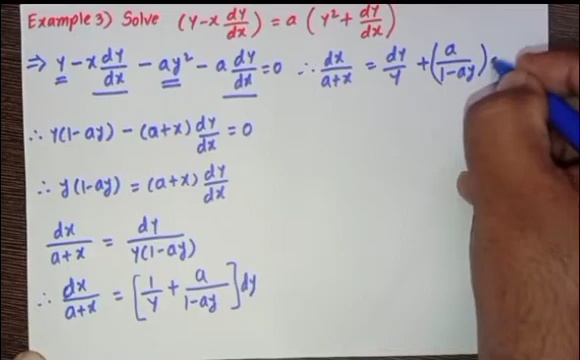 Example 3) Solve (y-x dy/dx) = a (y² + dy/dx)
⇒ y - x dy/dx - ay² - a dy/dx = 0 ∴ dx/a+x = dy/y + (a/1-ay)
∴ y(1-ay) - (a+x) dy/dx = 0
∴ y(1-ay) = (a+x) dy/dx
dx/a+x = dy/y(1-ay)
∴ dx/a+x = [1/y + a/1-ay] dy